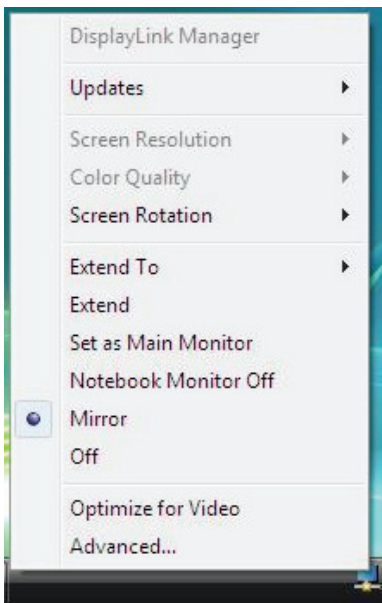 DisplayLink Manager
Updates
Screen Resolution
Color Quality
Screen Rotation
Extend To
Extend
Set as Main Monitor
Notebook Monitor Off
Mirror
Off
Optimize for Video
Advanced...